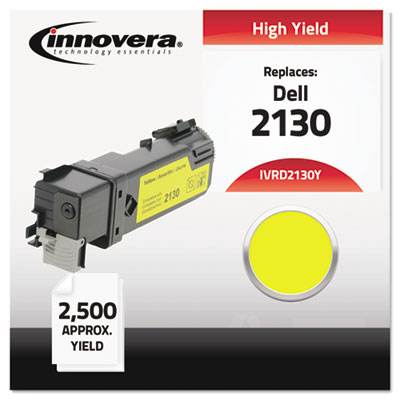 innovera
technology essentials
High Yield
Replaces:
Dell
2130
IVRD2130Y
2130
2,500
APPROX.
YIELD